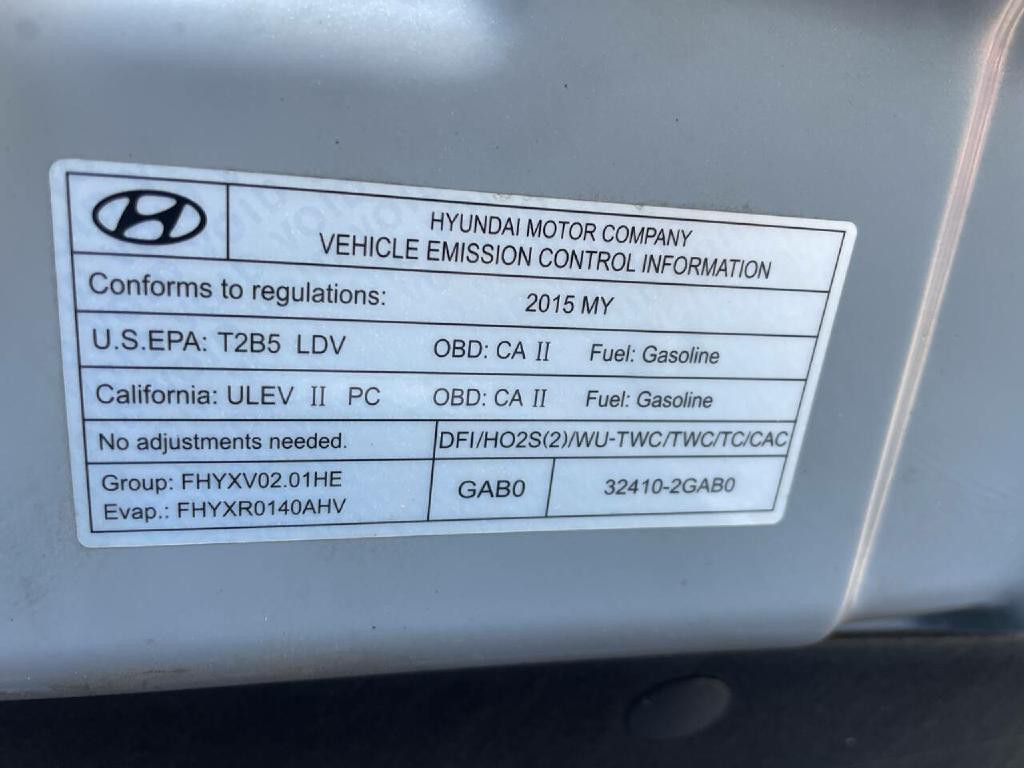 HYUNDAI MOTOR COMPANY
VEHICLE EMISSION CONTROL INFORMATION
Conforms to regulations: 2015 MY
U.S.EPA: T2B5 LDV OBD: CA II Fuel: Gasoline
California: ULEV II PC OBD: CA II Fuel: Gasoline
No adjustments needed. DFI/HO2S(2)/WU-TWC/TWC/TC/CAC
Group: FHYXV02.01HE
Evap.: FHYXR0140AHV
GAB0 32410-2GAB0